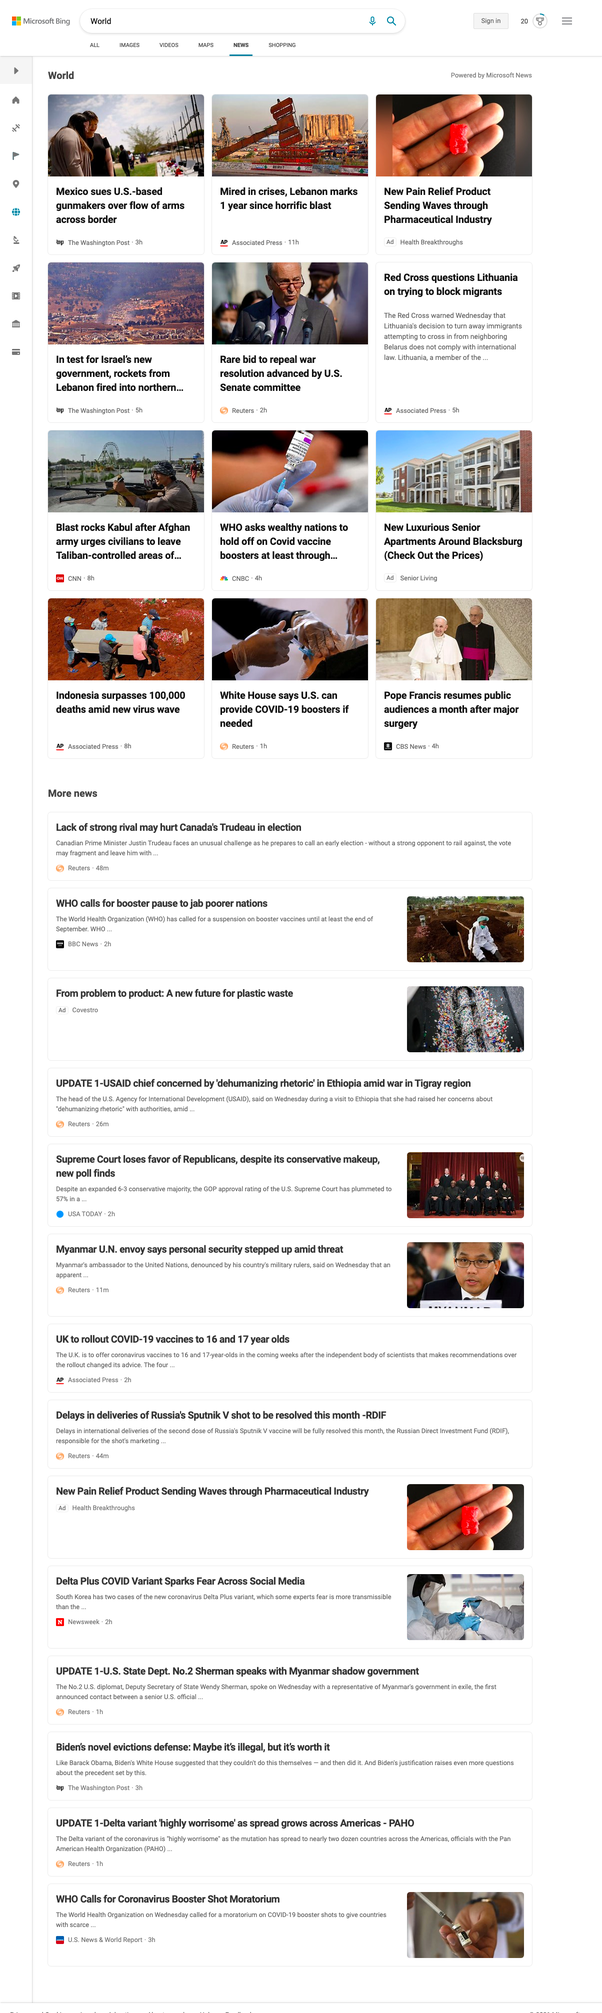 Microsoft Bing
World
Sign in
20
ALL
IMAGES
VIDEOS
MAPS
NEWS
SHOPPING
World
Powered by Microsoft News
Mexico sues U.S.-based
gunmakers over flow of arms
across border
The Washington Post · 3h
Mired in crises, Lebanon marks
1 year since horrific blast
AP Associated Press · 11h
New Pain Relief Product
Sending Waves through
Pharmaceutical Industry
Ad Health Breakthroughs
In test for Israel's new
government, rockets from
Lebanon fired into northern...
The Washington Post · 5h
Rare bid to repeal war
resolution advanced by U.S.
Senate committee
Reuters · 2h
Red Cross questions Lithuania
on trying to block migrants
The Red Cross warned Wednesday that
Lithuania's decision to turn away immigrants
attempting to cross in from neighboring
Belarus does not comply with international
law. Lithuania, a member of the ...
AP Associated Press · 5h
Blast rocks Kabul after Afghan
army urges civilians to leave
Taliban-controlled areas of...
CNN · 8h
WHO asks wealthy nations to
hold off on Covid vaccine
boosters at least through...
CNBC · 4h
New Luxurious Senior
Apartments Around Blacksburg
(Check Out the Prices)
Ad Senior Living
Indonesia surpasses 100,000
deaths amid new virus wave
AP Associated Press · 8h
White House says U.S. can
provide COVID-19 boosters if
needed
Reuters · 1h
Pope Francis resumes public
audiences a month after major
surgery
CBS News · 4h
More news
Lack of strong rival may hurt Canada's Trudeau in election
Canadian Prime Minister Justin Trudeau faces an unusual challenge as he prepares to call an early election - without a strong opponent to rail against, the vote
may fragment and leave him with ...
Reuters · 48m
WHO calls for booster pause to jab poorer nations
The World Health Organization (WHO) has called for a suspension on booster vaccines until at least the end of
September. WHO ...
BBC News · 2h
From problem to product: A new future for plastic waste
Ad Covestro
UPDATE 1-USAID chief concerned by 'dehumanizing rhetoric' in Ethiopia amid war in Tigray region
The head of the U.S. Agency for International Development (USAID), said on Wednesday during a visit to Ethiopia that she had raised her concerns about
"dehumanizing rhetoric" with authorities, amid ...
Reuters · 26m
Supreme Court loses favor of Republicans, despite its conservative makeup,
new poll finds
Despite an expanded 6-3 conservative majority, the GOP approval rating of the U.S. Supreme Court has plummeted to
57% in a ...
USA TODAY · 2h
Myanmar U.N. envoy says personal security stepped up amid threat
Myanmar's ambassador to the United Nations, denounced by his country's military rulers, said on Wednesday that an
apparent ...
Reuters · 11m
UK to rollout COVID-19 vaccines to 16 and 17 year olds
The U.K. is to offer coronavirus vaccines to 16 and 17-year-olds in the coming weeks after the independent body of scientists that makes recommendations over
the rollout changed its advice. The four ...
AP Associated Press · 2h
Delays in deliveries of Russia's Sputnik V shot to be resolved this month -RDIF
Delays in international deliveries of the second dose of Russia's Sputnik V vaccine will be fully resolved this month, the Russian Direct Investment Fund (RDIF),
responsible for the shot's marketing ...
Reuters · 44m
New Pain Relief Product Sending Waves through Pharmaceutical Industry
Ad Health Breakthroughs
Delta Plus COVID Variant Sparks Fear Across Social Media
South Korea has two cases of the new coronavirus Delta Plus variant, which some experts fear is more transmissible
than the ...
N Newsweek · 2h
UPDATE 1-U.S. State Dept. No.2 Sherman speaks with Myanmar shadow government
The No.2 U.S. diplomat, Deputy Secretary of State Wendy Sherman, spoke on Wednesday with a representative of Myanmar's government in exile, the first
announced contact between a senior U.S. official ...
Reuters · 1h
Biden's novel evictions defense: Maybe it's illegal, but it's worth it
Like Barack Obama, Biden's White House suggested that they couldn't do this themselves — and then did it. And Biden's justification raises even more questions
about the precedent set by this.
The Washington Post · 3h
UPDATE 1-Delta variant 'highly worrisome' as spread grows across Americas - PAHO
The Delta variant of the coronavirus is "highly worrisome" as the mutation has spread to nearly two dozen countries across the Americas, officials with the Pan
American Health Organization (PAHO) ...
Reuters · 1h
WHO Calls for Coronavirus Booster Shot Moratorium
The World Health Organization on Wednesday called for a moratorium on COVID-19 booster shots to give countries
with scarce ...
U.S. News & World Report · 3h